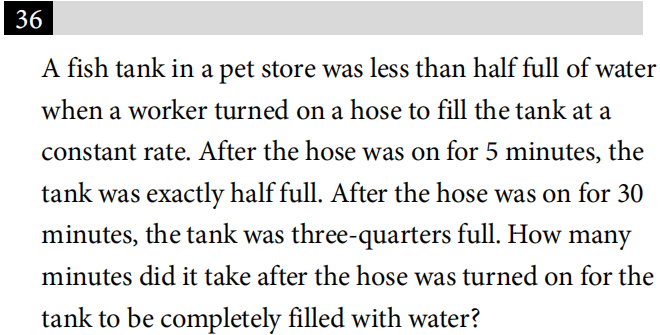 36
A fish tank in a pet store was less than half full of water
when a worker turned on a hose to fill the tank at a
constant rate. After the hose was on for 5 minutes, the
tank was exactly half full. After the hose was on for 30
minutes, the tank was three-quarters full. How many
minutes did it take after the hose was turned on for the
tank to be completely filled with water?